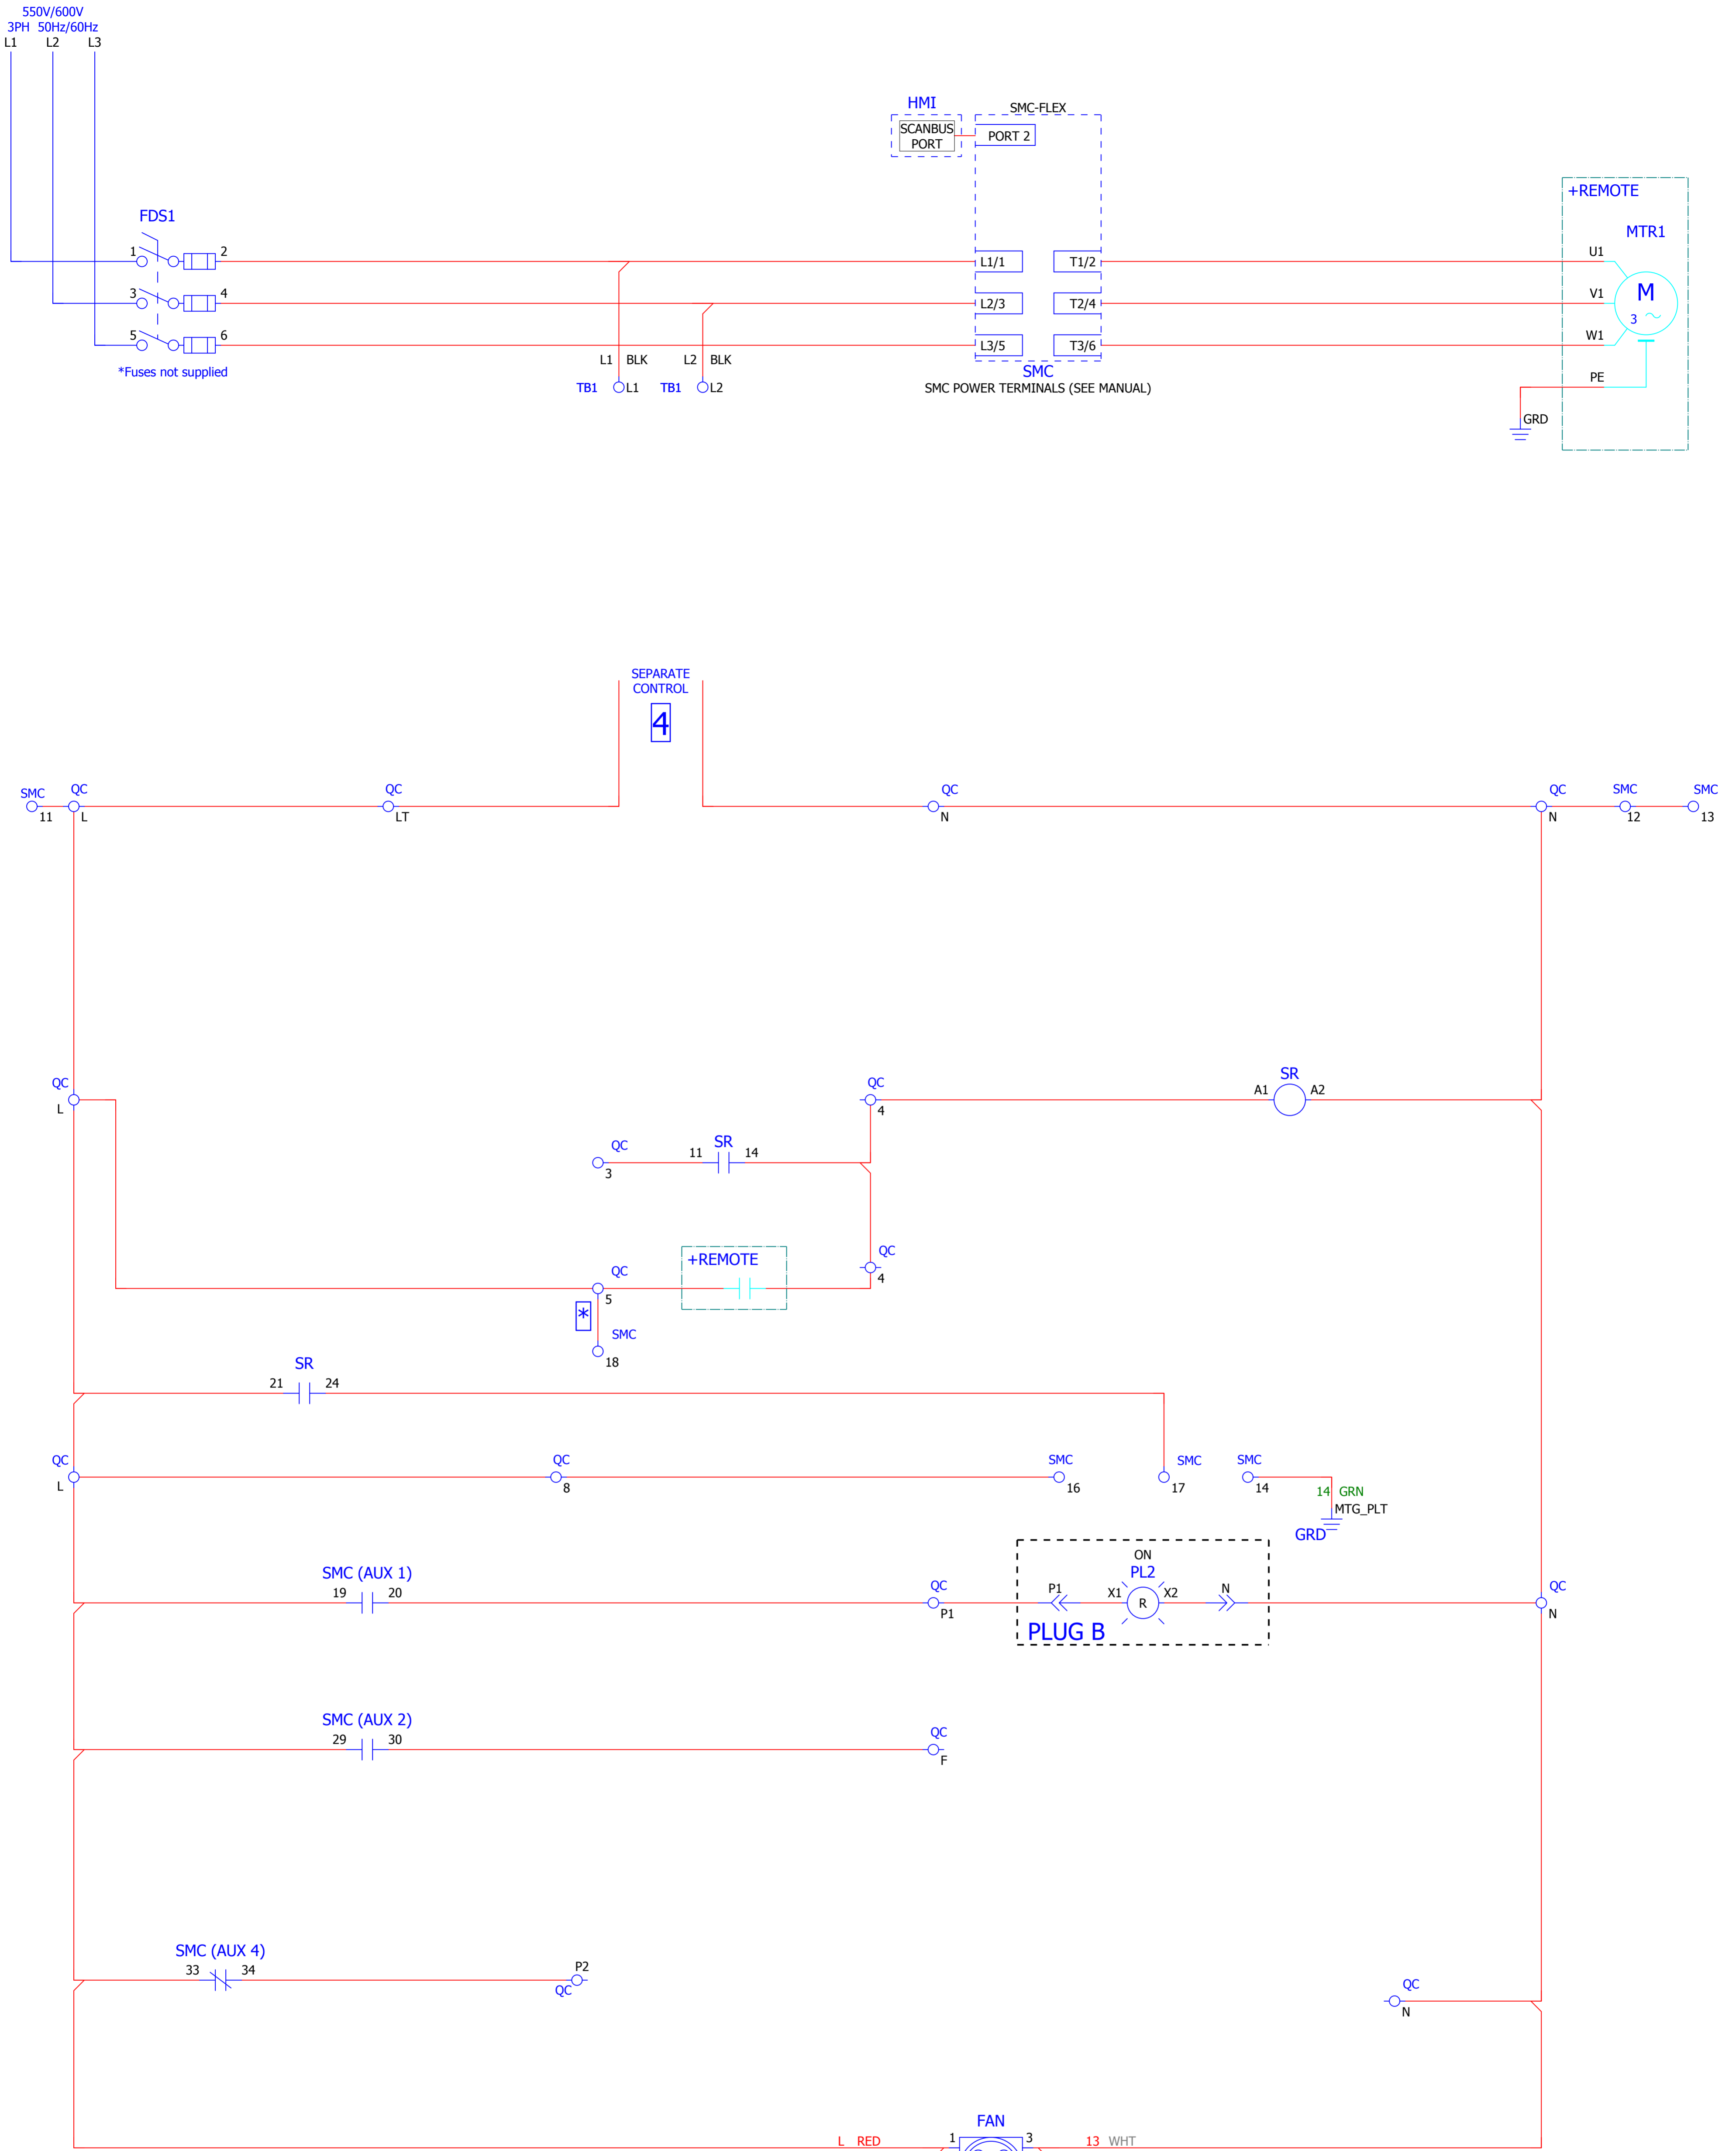 550V/600V
3PH 50Hz/60Hz
L1 L2 L3
HMI
SMC-FLEX
SCANBUS
PORT
PORT 2
+REMOTE
FDS1
MTR1
1 2
L1/1 T1/2
U1
3 4
L2/3 T2/4
V1
M
3
5 6
L3/5 T3/6
W1
*Fuses not supplied
L1 BLK L2 BLK
SMC
TB1 L1 TB1 L2
SMC POWER TERMINALS (SEE MANUAL)
PE
GRD
SEPARATE
CONTROL
4
SMC QC QC QC QC SMC SMC
11 L LT N N 12 13
QC QC SR
L 4 A1 A2
QC SR
11 14
3
+REMOTE
QC
4
QC
5
*
SMC
18
SR
21 24
QC QC SMC SMC SMC
L 8 16 17 14
14 GRN
MTG_PLT
GRD
ON
SMC (AUX 1)
PL2
19 20
QC
P1
P1 X1 R X2 N
QC
N
PLUG B
SMC (AUX 2)
29 30
QC
F
SMC (AUX 4)
33 34
P2
QC
QC
N
FAN
L RED 1 3 13 WHT